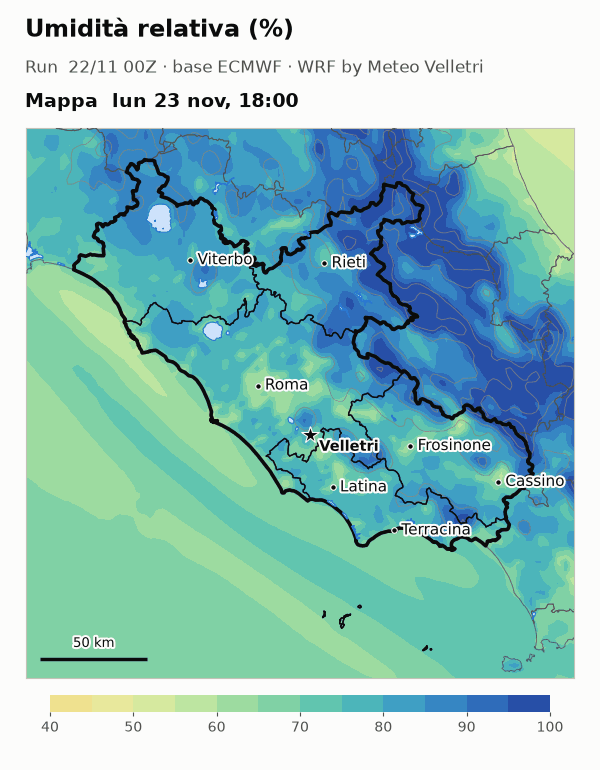 Umidità relativa (%)
Run  22/11 00Z · base ECMWF · WRF by Meteo Velletri
Mappa  lun 23 nov, 18:00
Viterbo
Rieti
Roma
Velletri
Frosinone
Cassino
Latina
Terracina
50 km
40 50 60 70 80 90 100